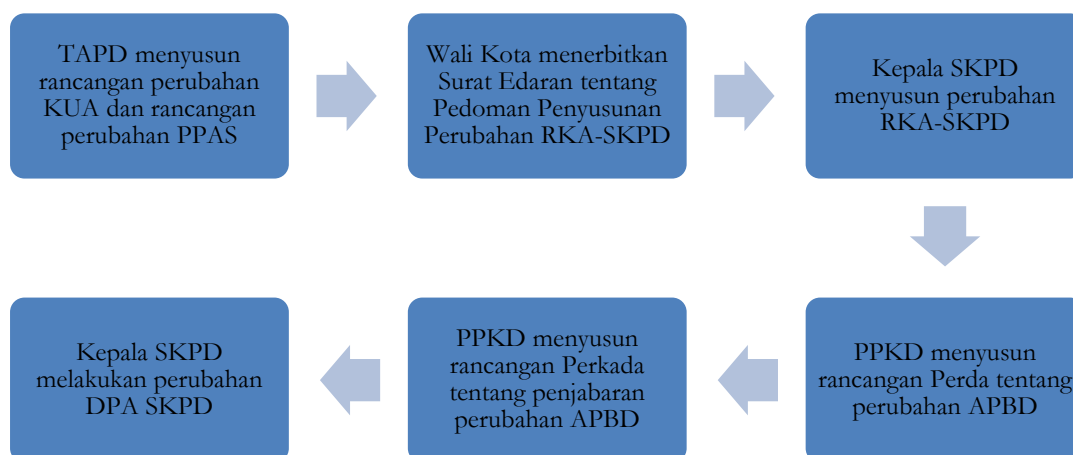 TAPD menyusun
rancangan perubahan
KUA dan rancangan
perubahan PPAS
Wali Kota menerbitkan
Surat Edaran tentang
Pedoman Penyusunan
Perubahan RKA-SKPD
Kepala SKPD
menyusun perubahan
RKA-SKPD
PPKD menyusun
rancangan Perda tentang
perubahan APBD
PPKD menyusun
rancangan Perkada
tentang penjabaran
perubahan APBD
Kepala SKPD
melakukan perubahan
DPA SKPD